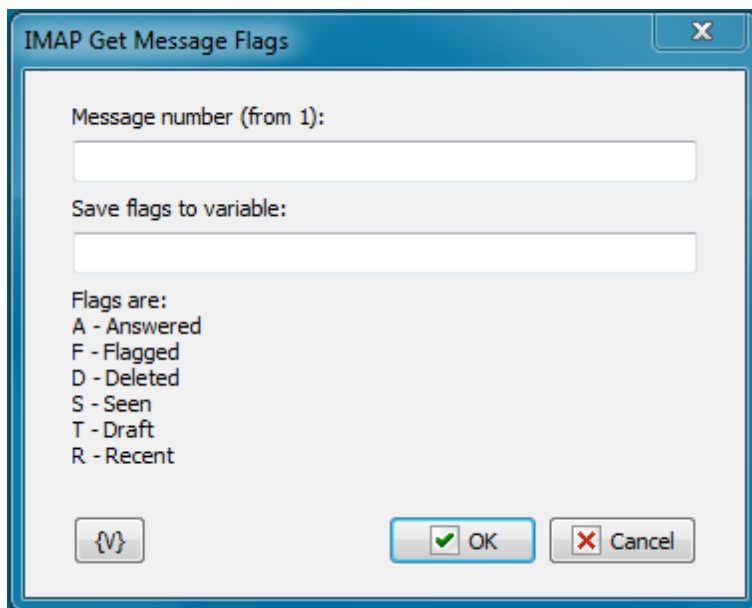 IMAP Get Message Flags
Message number (from 1):
Save flags to variable:
Flags are:
A - Answered
F - Flagged
D - Deleted
S - Seen
T - Draft
R - Recent
{V} OK Cancel